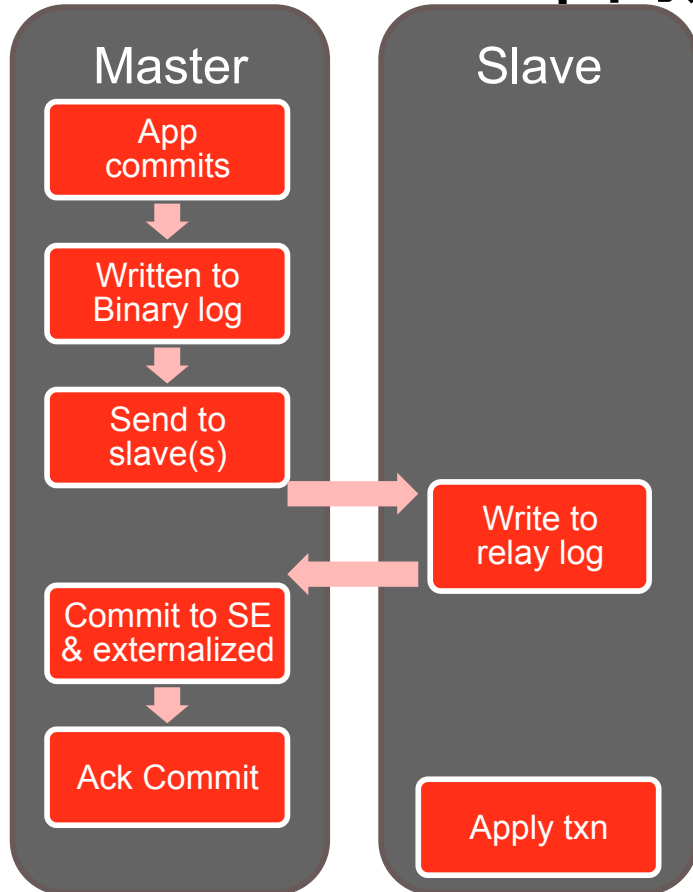 Master
App
commits
Written to
Binary log
Send to
slave(s)
Commit to SE
& externalized
Ack Commit
Slave
Write to
relay log
Apply txn